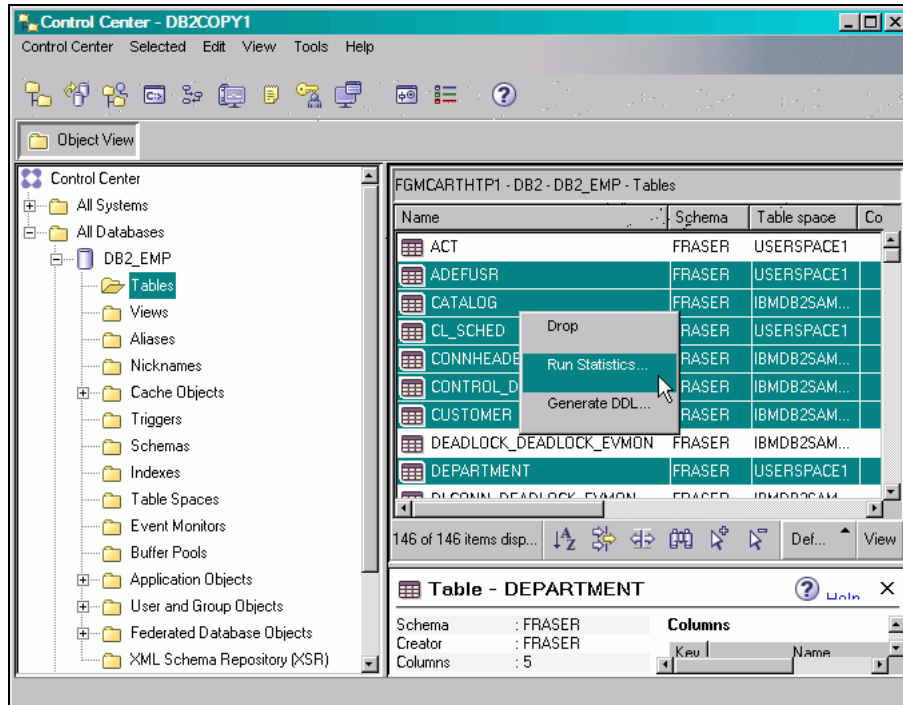 Control Center - DB2COPY1
Control Center Selected Edit View Tools Help
Object View
Control Center
All Systems
All Databases
DB2_EMP
Tables
Views
Aliases
Nicknames
Cache Objects
Triggers
Schemas
Indexes
Table Spaces
Event Monitors
Buffer Pools
Application Objects
User and Group Objects
Federated Database Objects
XML Schema Repository (XSR)
FGMCARTHTP1 - DB2 - DB2_EMP - Tables
Name Schema Table space Co
ACT FRASER USERSPACE1
ADEFUSR FRASER USERSPACE1
CATALOG FRASER IBMDB2SAM...
CL_SCHED RASER USERSPACE1
CONNHEADE RASER IBMDB2SAM...
CONTROL_D RASER IBMDB2SAM...
CUSTOMER RASER IBMDB2SAM...
DEADLOCK_DEADLOCK_EVMON FRASER IBMDB2SAM...
DEPARTMENT FRASER USERSPACE1
DLCONN_DEADLOCK_EVMON FRASER IBMDB2SAM
Drop
Run Statistics...
Generate DDL...
146 of 146 items disp... Def... View
Table - DEPARTMENT Help
Schema : FRASER
Creator : FRASER
Columns : 5
Columns
Key Name